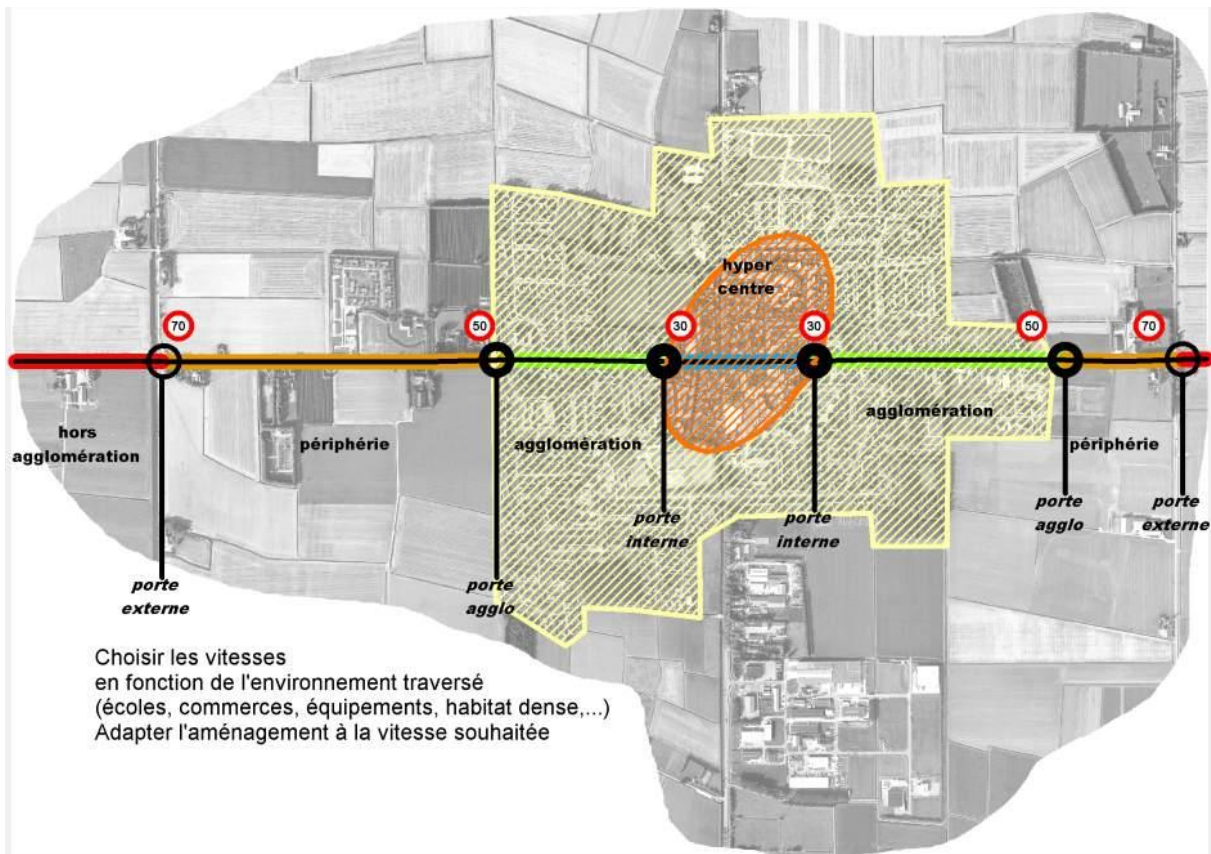 hyper
centre
70
50
30
30
50
70
hors
agglomération
périphérie
agglomération
agglomération
périphérie
porte
externe
porte
agglo
porte
interne
porte
interne
porte
agglo
porte
externe
Choisir les vitesses
en fonction de l'environnement traversé
(écoles, commerces, équipements, habitat dense,...)
Adapter l'aménagement à la vitesse souhaitée